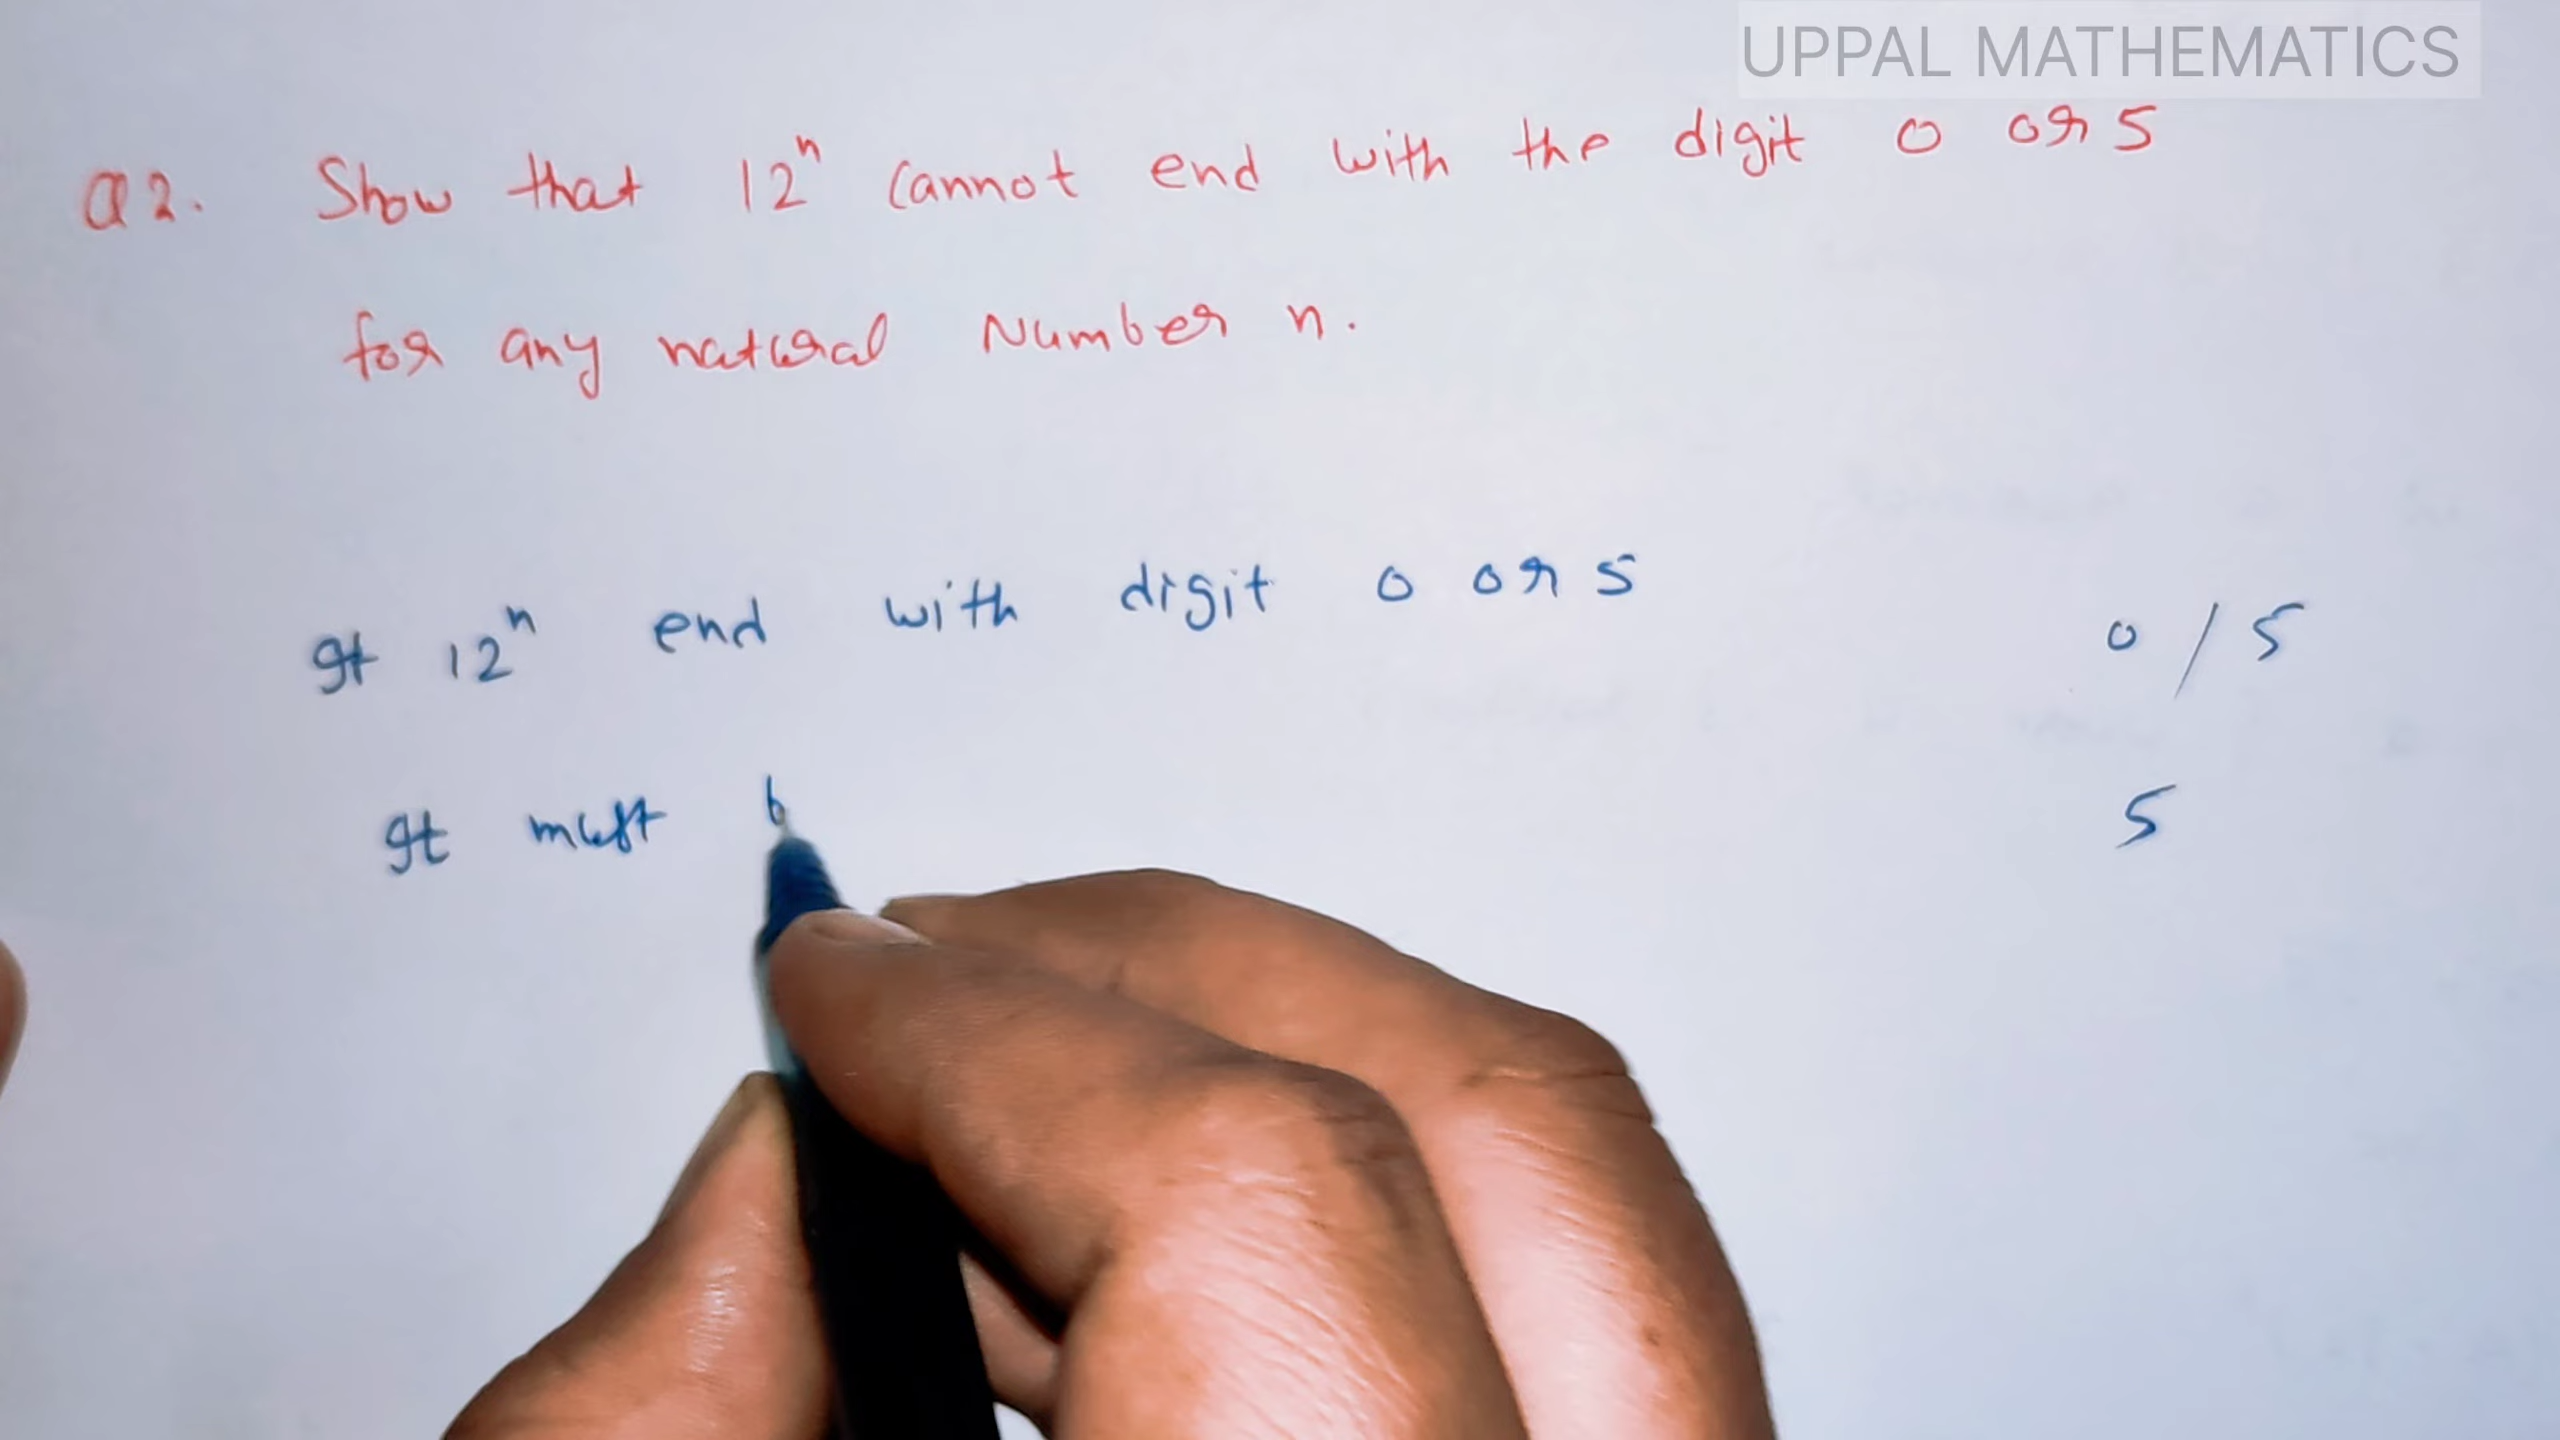 UPPAL MATHEMATICS
Q2. Show that 12ⁿ cannot end with the digit 0 or 5
for any natural Number n.
If 12ⁿ end with digit 0 or 5
0 / 5
It must b
5